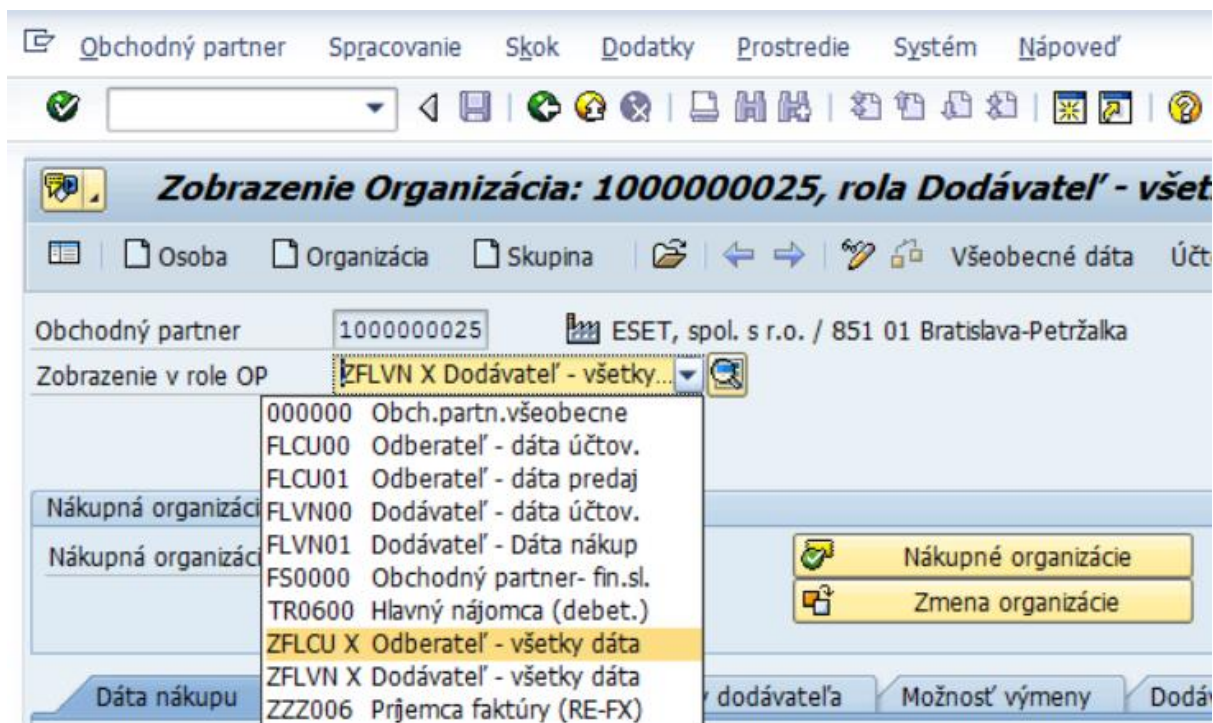 Obchodný partner Spracovanie Skok Dodatky Prostredie Systém Nápoveď
Zobrazenie Organizácia: 1000000025, rola Dodávateľ - všet
Osoba Organizácia Skupina Všeobecné dáta Účt
Obchodný partner 1000000025 ESET, spol. s r.o. / 851 01 Bratislava-Petržalka
Zobrazenie v role OP ZFLVN X Dodávateľ - všetky...
000000 Obch.partn.všeobecne
FLCU00 Odberateľ - dáta účtov.
FLCU01 Odberateľ - dáta predaj
Nákupná organizáci FLVN00 Dodávateľ - dáta účtov.
Nákupná organizáci FLVN01 Dodávateľ - Dáta nákup Nákupné organizácie
FS0000 Obchodný partner- fin.sl.
TR0600 Hlavný nájomca (debet.) Zmena organizácie
ZFLCU X Odberateľ - všetky dáta
ZFLVN X Dodávateľ - všetky dáta
Dáta nákupu ZZZ006 Príjemca faktúry (RE-FX) dodávateľa Možnosť výmeny Dodáv